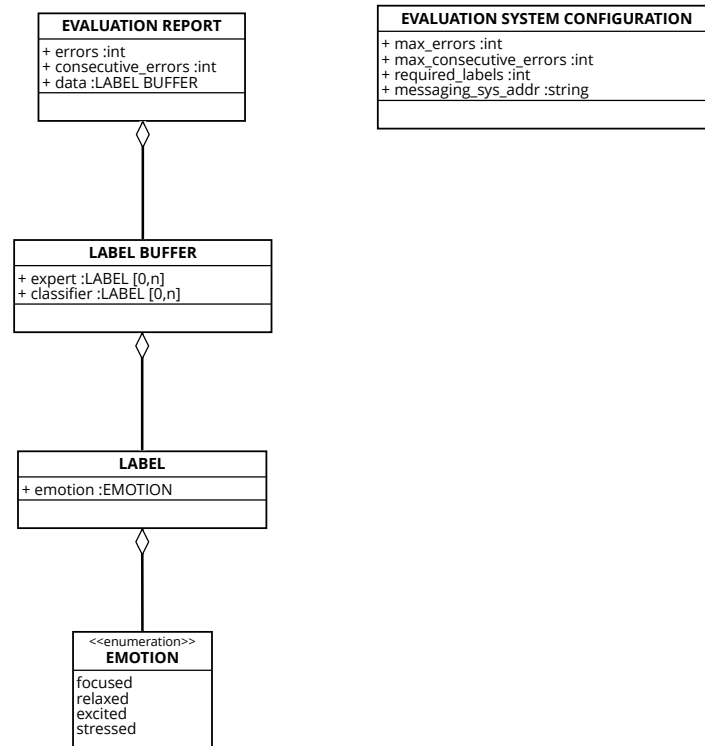 EVALUATION REPORT
+ errors :int
+ consecutive_errors :int
+ data :LABEL BUFFER
EVALUATION SYSTEM CONFIGURATION
+ max_errors :int
+ max_consecutive_errors :int
+ required_labels :int
+ messaging_sys_addr :string
LABEL BUFFER
+ expert :LABEL [0,n]
+ classifier :LABEL [0,n]
LABEL
+ emotion :EMOTION
<<enumeration>>
EMOTION
focused
relaxed
excited
stressed